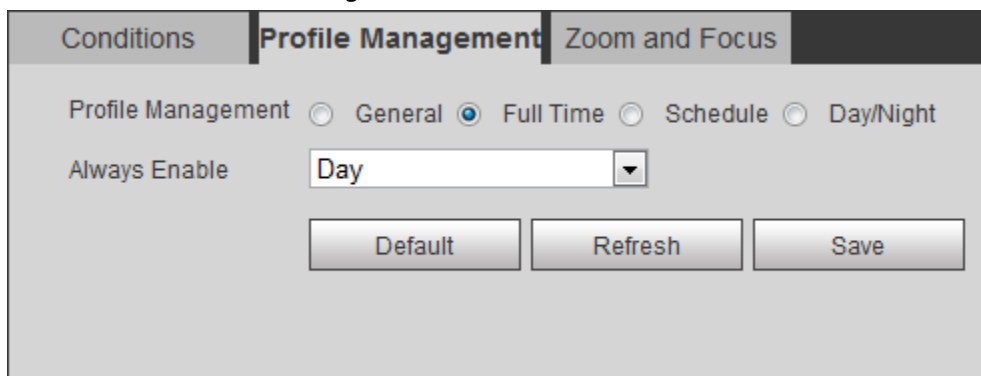 Conditions Profile Management Zoom and Focus
Profile Management General Full Time Schedule Day/Night
Always Enable Day
Default Refresh Save